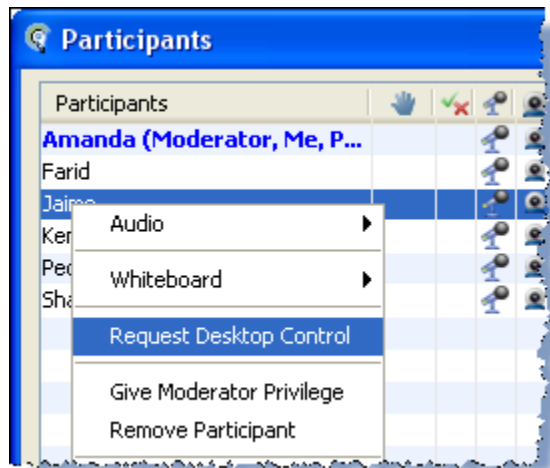 Participants
Participants
Amanda (Moderator, Me, P...
Farid
Audio
Whiteboard
Request Desktop Control
Give Moderator Privilege
Remove Participant